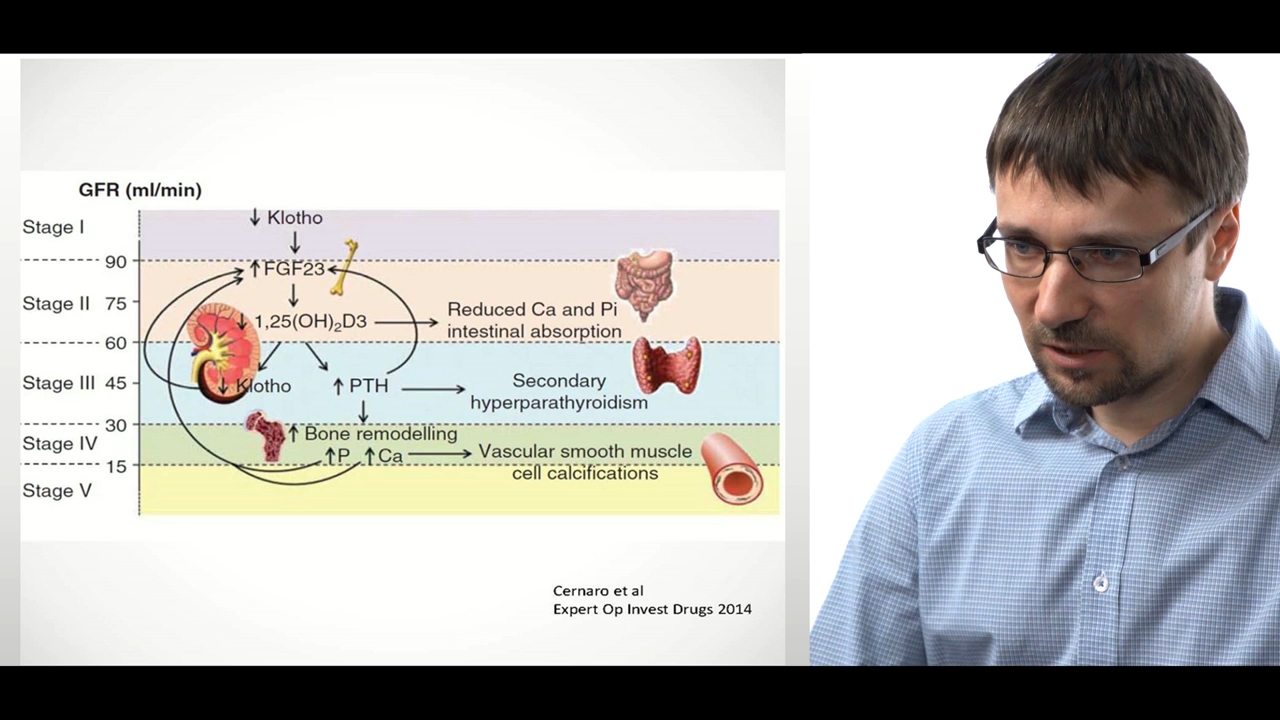 GFR (ml/min)
Stage I
↓ Klotho
90
↑ FGF23
Stage II
75
↓ 1,25(OH)₂D3
Reduced Ca and Pi
intestinal absorption
60
Stage III
45
↓ Klotho
↑ PTH
Secondary
hyperparathyroidism
30
Stage IV
↑ Bone remodelling
↑P ↑Ca
Vascular smooth muscle
cell calcifications
15
Stage V
Cernaro et al
Expert Op Invest Drugs 2014